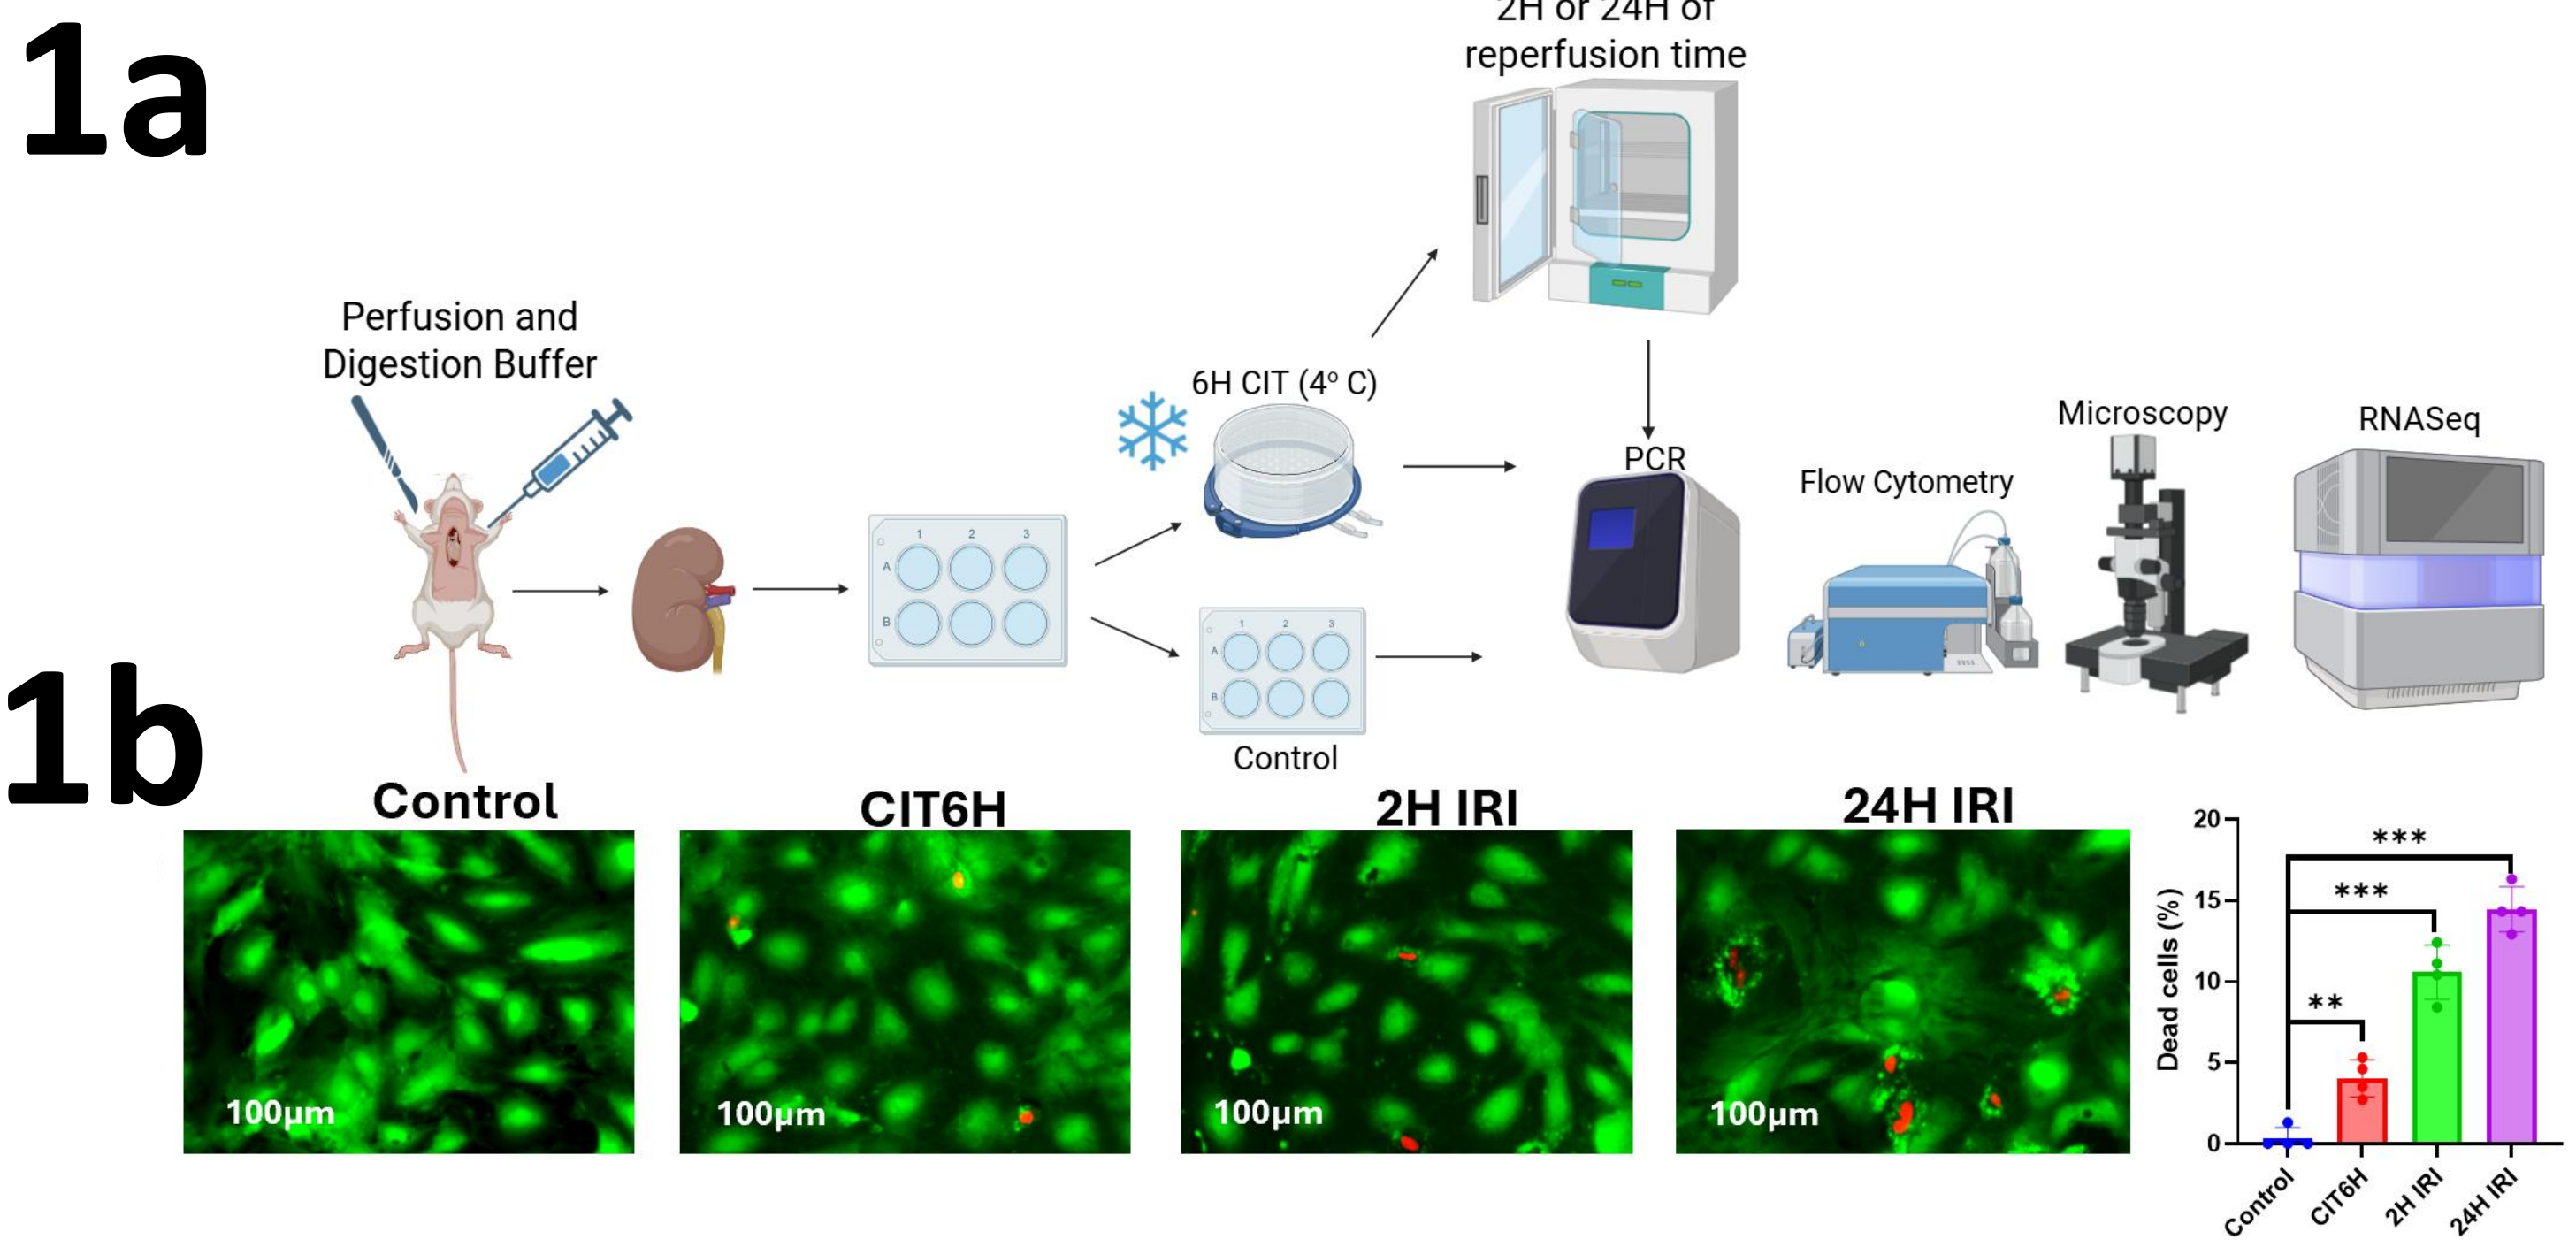 1a
2H or 24H of
reperfusion time
Perfusion and
Digestion Buffer
6H CIT (4º C)
PCR
Flow Cytometry
Microscopy
RNASeq
1 2 3
A
B
1 2 3
A
B
Control
1b
Control
CIT6H
2H IRI
24H IRI
100µm
100µm
100µm
100µm
Dead cells (%)
20
15
10
5
0
***
***
**
Control
CIT6H
2H IRI
24H IRI